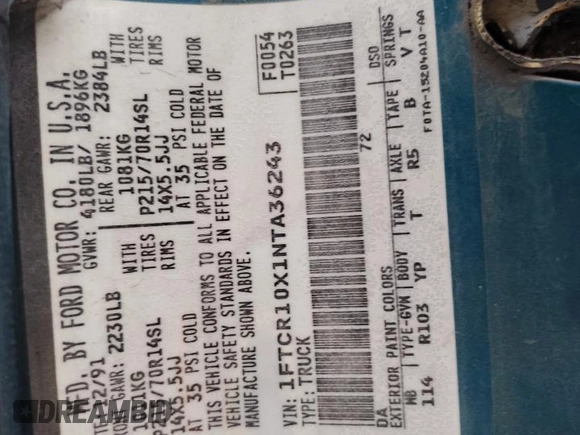 D. BY FORD MOTOR CO. IN U.S.A.
2/91 GVWR: 4180LB/ 1896KG
GAWR: 2230LB REAR GAWR: 2384LB
1KG WITH 1081KG WITH
P215/70R14SL TIRES P215/70R14SL TIRES
14X5.5JJ RIMS 14X5.5JJ RIMS
AT 35 PSI COLD AT 35 PSI COLD
THIS VEHICLE CONFORMS TO ALL APPLICABLE FEDERAL MOTOR
VEHICLE SAFETY STANDARDS IN EFFECT ON THE DATE OF
MANUFACTURE SHOWN ABOVE.
F0054
T0263
VIN: 1FTCR10X1NTA36243
TYPE: TRUCK
72
DA DSO
EXTERIOR PAINT COLORS
WB TYPE-GVW BODY TRANS AXLE TAPE SPRINGS
114 R103 YP T R5 B V T
F0TA-15204A10-AA
DREAMBID